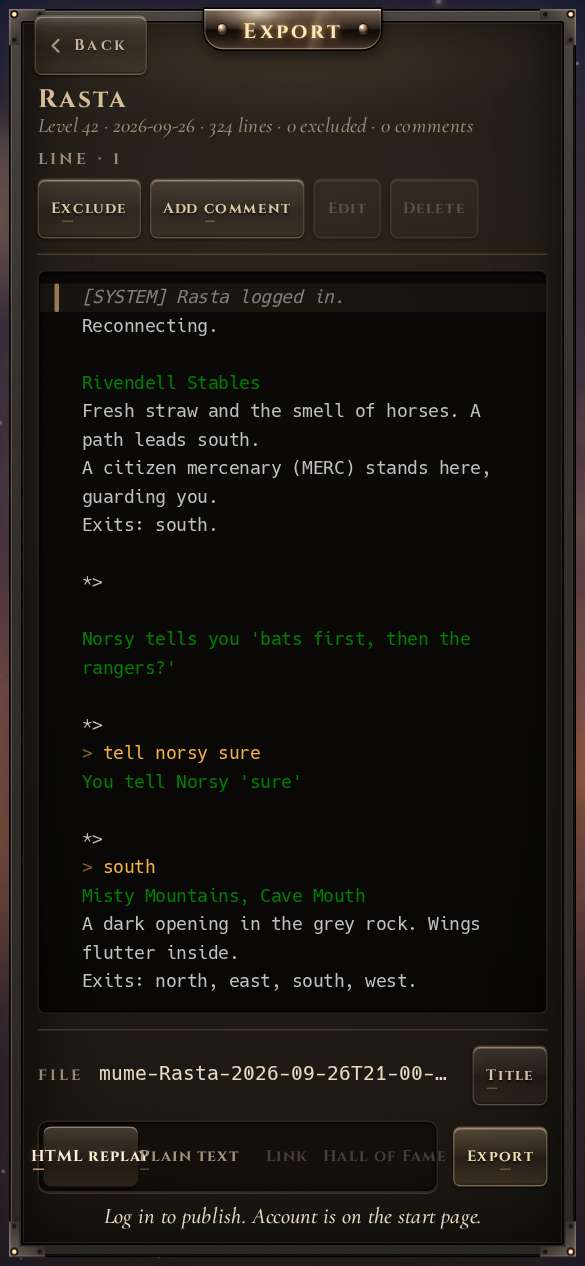 Export
Back
Rasta
Level 42 · 2026-09-26 · 324 lines · 0 excluded · 0 comments
LINE · 1
Exclude Add comment Edit Delete
[SYSTEM] Rasta logged in.
Reconnecting.
Rivendell Stables
Fresh straw and the smell of horses. A
path leads south.
A citizen mercenary (MERC) stands here,
guarding you.
Exits: south.
*>
Norsy tells you 'bats first, then the
rangers?'
*>
> tell norsy sure
You tell Norsy 'sure'
*>
> south
Misty Mountains, Cave Mouth
A dark opening in the grey rock. Wings
flutter inside.
Exits: north, east, south, west.
FILE mume-Rasta-2026-09-26T21-00-… Title
HTML replay Plain text Link Hall of Fame Export
Log in to publish. Account is on the start page.